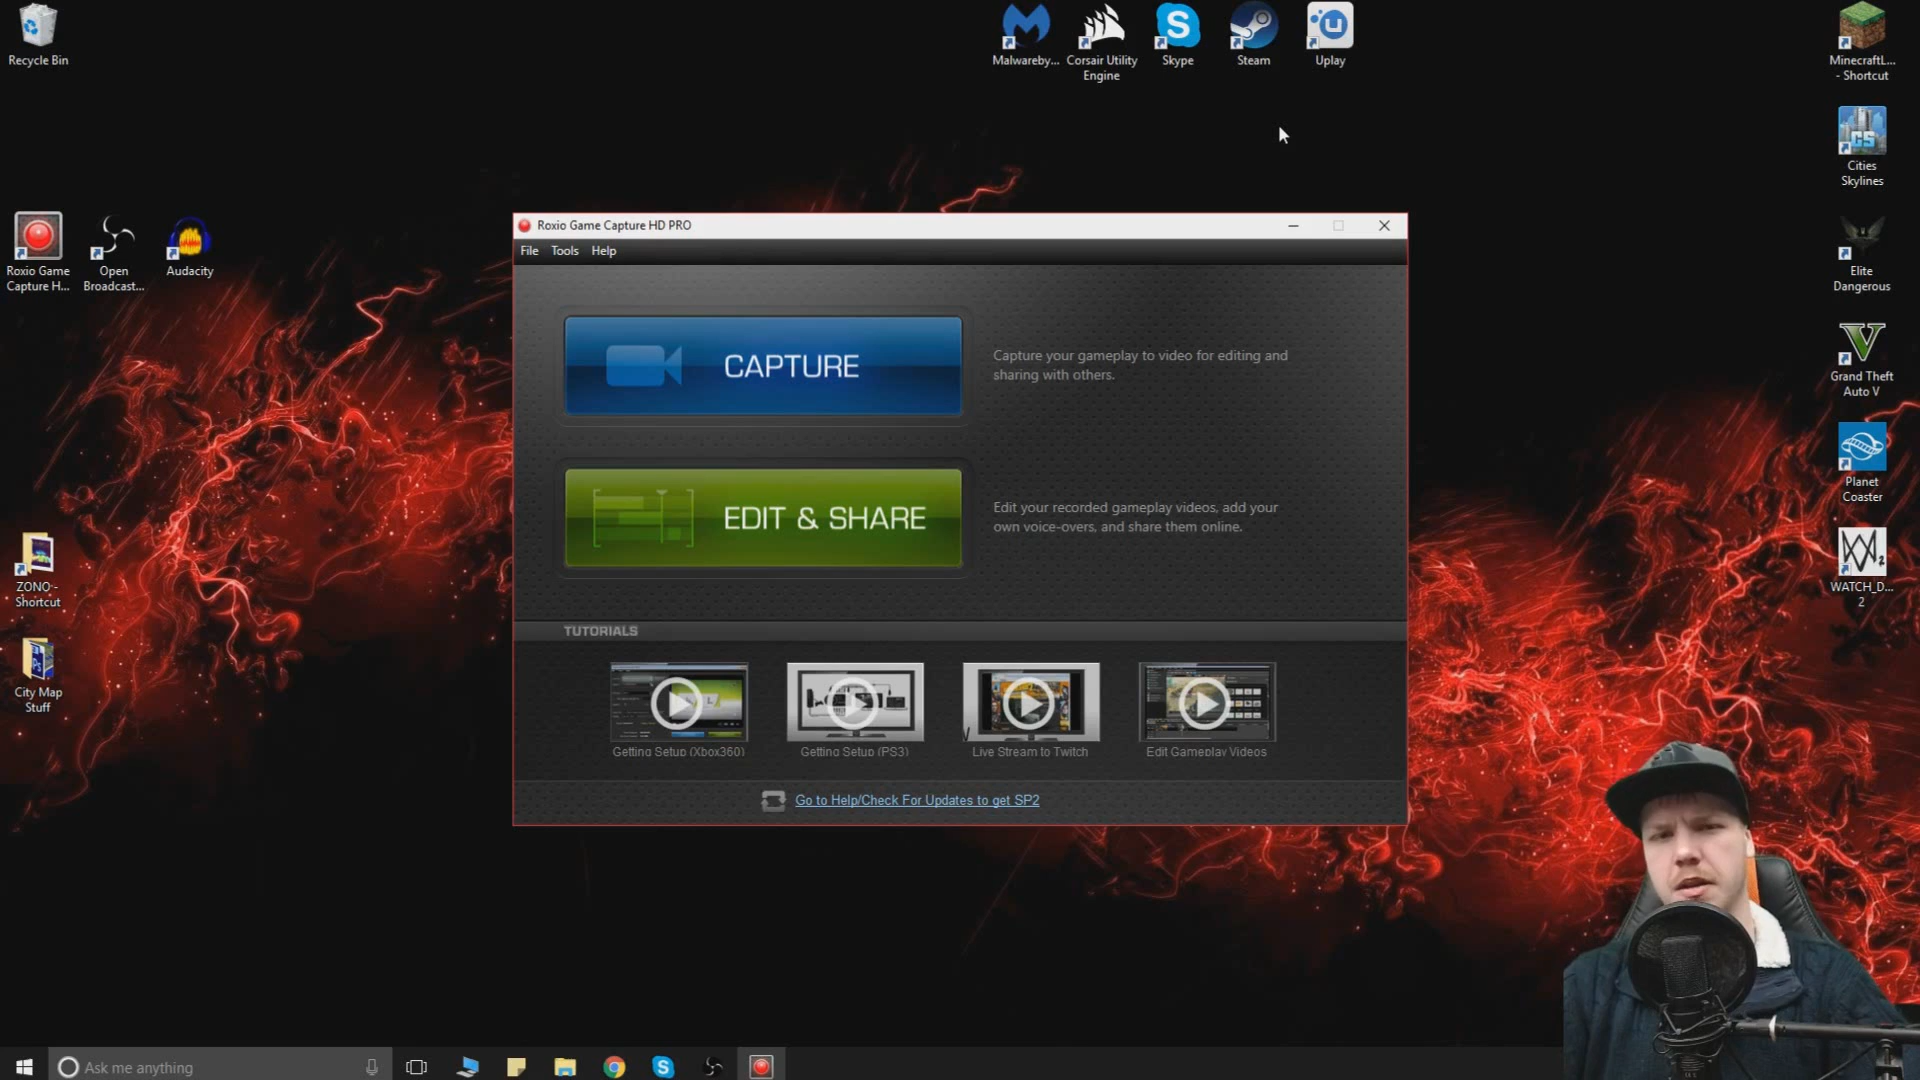 Recycle Bin
Malwareby...
Corsair Utility
Engine
Skype
Steam
Uplay
MinecraftL...
- Shortcut
Cities
Skylines
Roxio Game
Capture H...
Open
Broadcast...
Audacity
Elite
Dangerous
Grand Theft
Auto V
Planet
Coaster
WATCH_D...
2
ZONO -
Shortcut
City Map
Stuff
Roxio Game Capture HD PRO
File Tools Help
CAPTURE
Capture your gameplay to video for editing and
sharing with others.
EDIT & SHARE
Edit your recorded gameplay videos, add your
own voice-overs, and share them online.
TUTORIALS
Getting Setup (Xbox360)
Getting Setup (PS3)
Live Stream to Twitch
Edit Gameplay Videos
Go to Help/Check For Updates to get SP2
Ask me anything